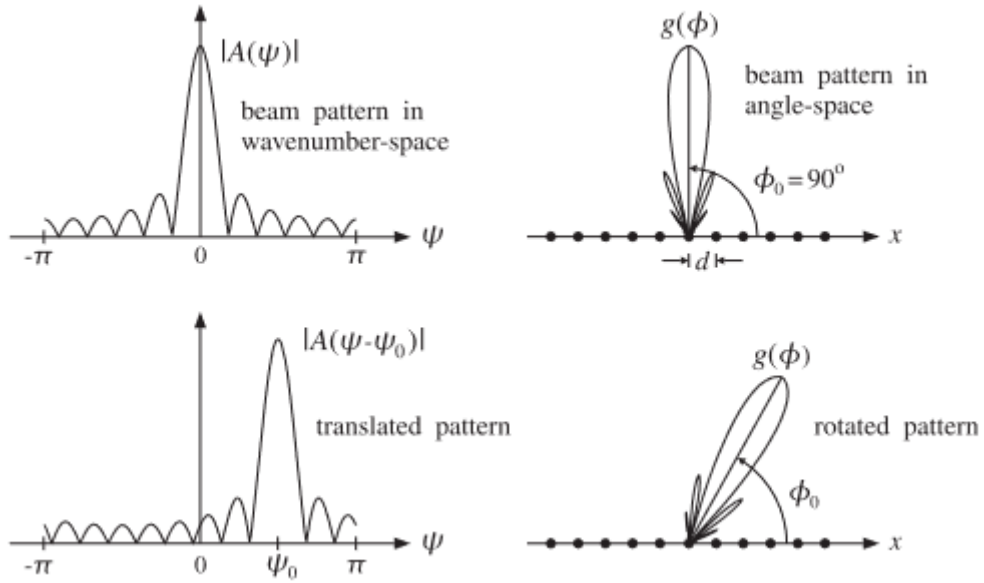 |A(ψ)|
beam pattern in
wavenumber-space
-π
0
π
ψ
g(ϕ)
beam pattern in
angle-space
ϕ₀ = 90°
d
x
|A(ψ-ψ₀)|
translated pattern
-π
0
ψ₀
π
ψ
g(ϕ)
rotated pattern
ϕ₀
x